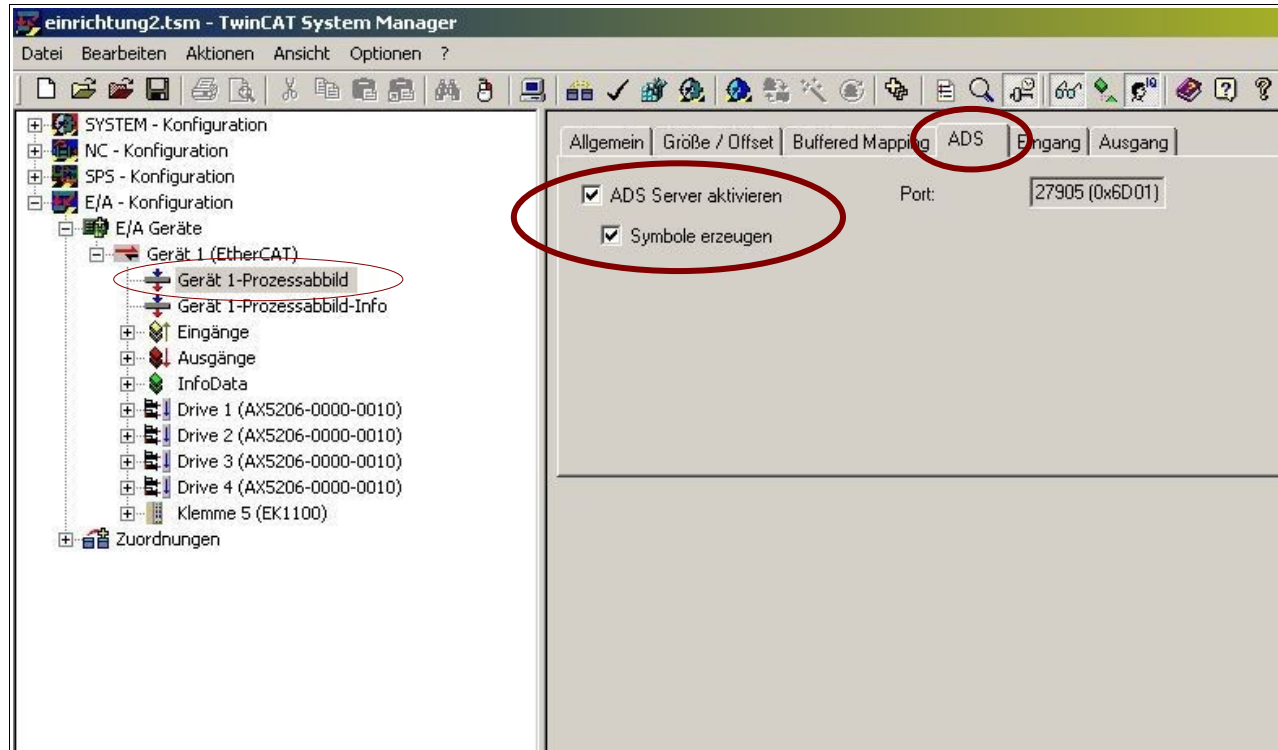 einrichtung2.tsm - TwinCAT System Manager
Datei Bearbeiten Aktionen Ansicht Optionen ?
SYSTEM - Konfiguration
NC - Konfiguration
SPS - Konfiguration
E/A - Konfiguration
E/A Geräte
Gerät 1 (EtherCAT)
Gerät 1-Prozessabbild
Gerät 1-Prozessabbild-Info
Eingänge
Ausgänge
InfoData
Drive 1 (AX5206-0000-0010)
Drive 2 (AX5206-0000-0010)
Drive 3 (AX5206-0000-0010)
Drive 4 (AX5206-0000-0010)
Klemme 5 (EK1100)
Zuordnungen
Allgemein Größe / Offset Buffered Mapping ADS Eingang Ausgang
ADS Server aktivieren Port: 27905 (0x6D01)
Symbole erzeugen